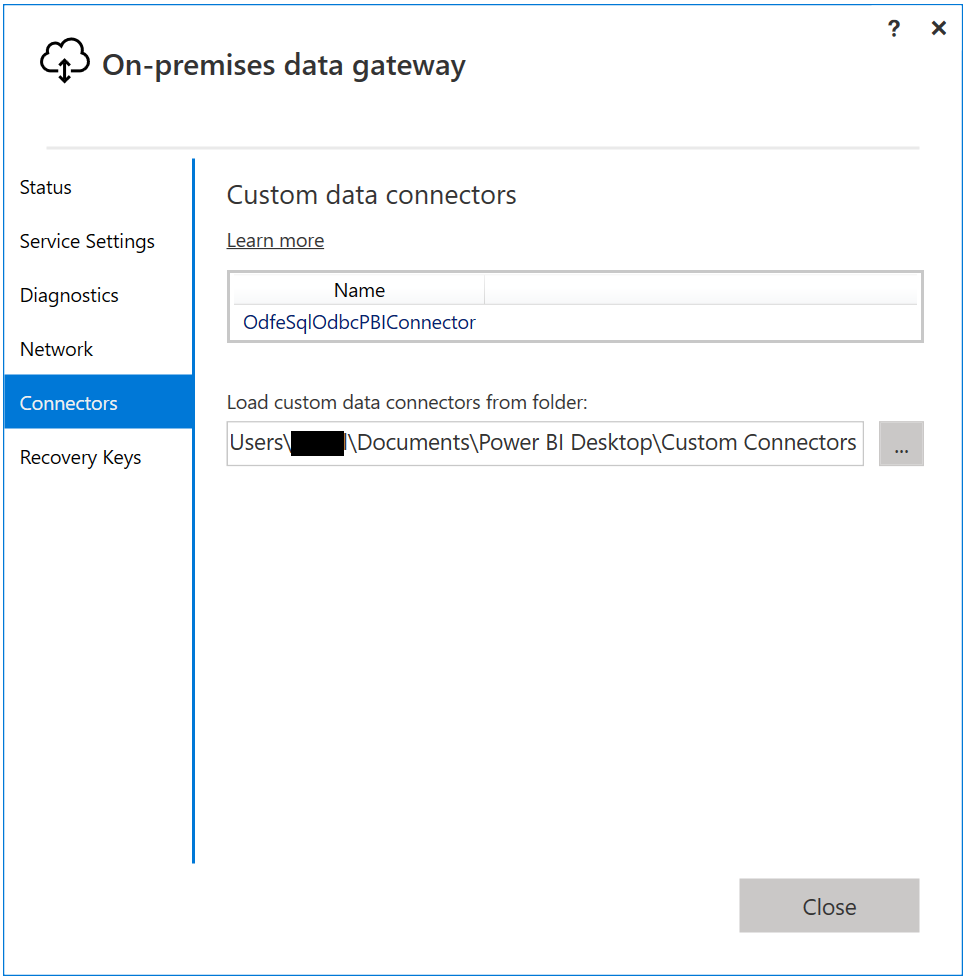 ? ×
On-premises data gateway
Status
Service Settings
Diagnostics
Network
Connectors
Recovery Keys
Custom data connectors
Learn more
Name
OdfeSqlOdbcPBIConnector
Load custom data connectors from folder:
Users\l\Documents\Power BI Desktop\Custom Connectors
...
Close